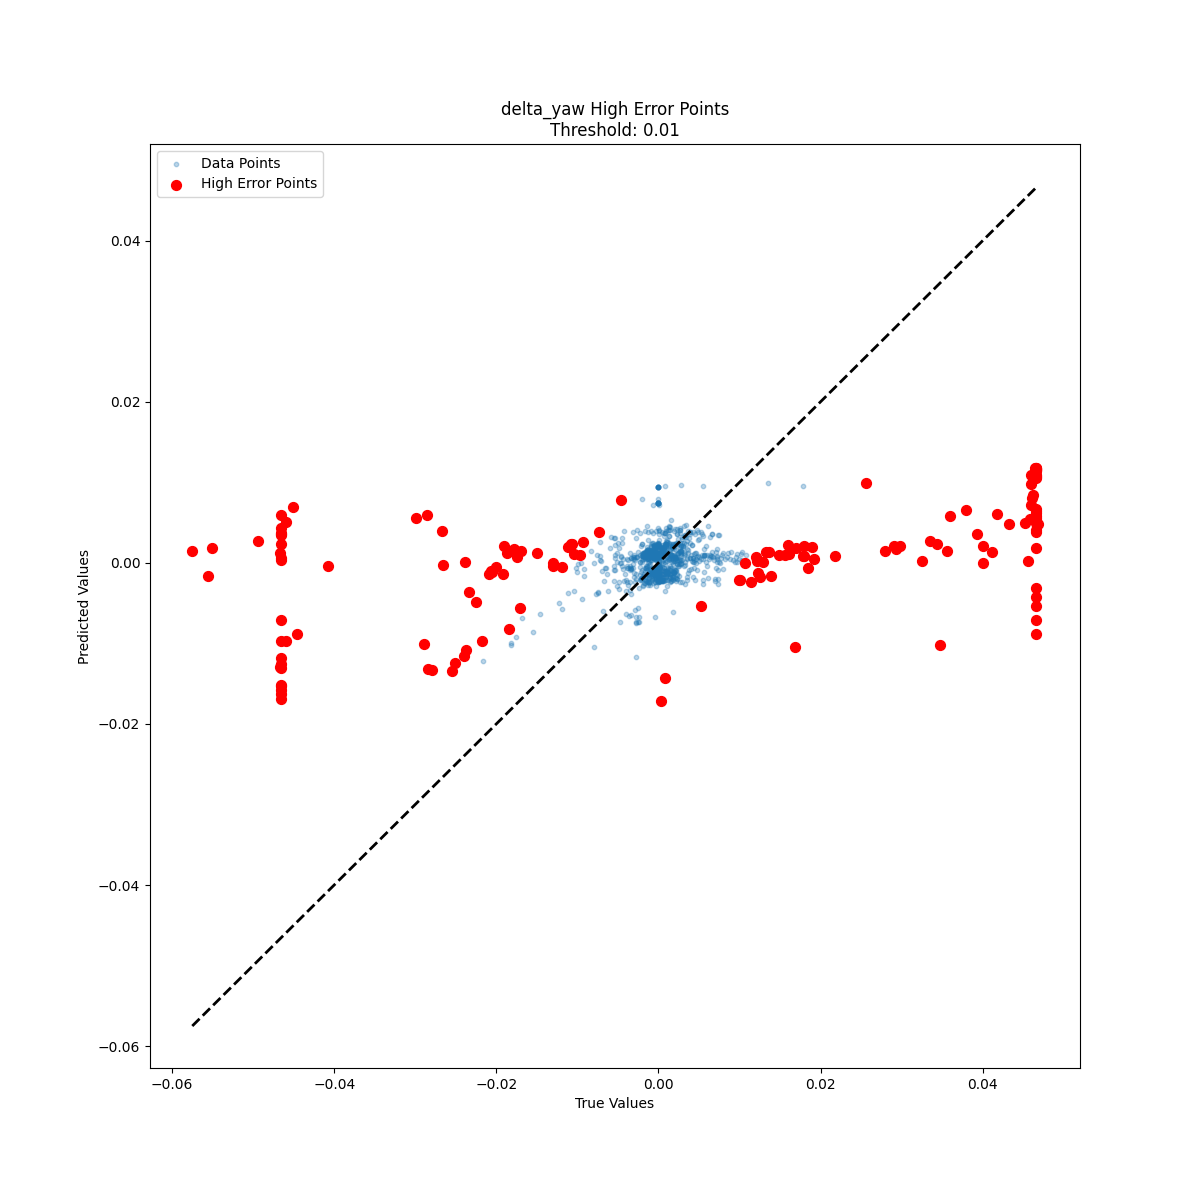 delta_yaw High Error Points
Threshold: 0.01
Data Points
High Error Points
0.04
0.02
0.00
−0.02
−0.04
−0.06
Predicted Values
−0.06
−0.04
−0.02
0.00
0.02
0.04
True Values